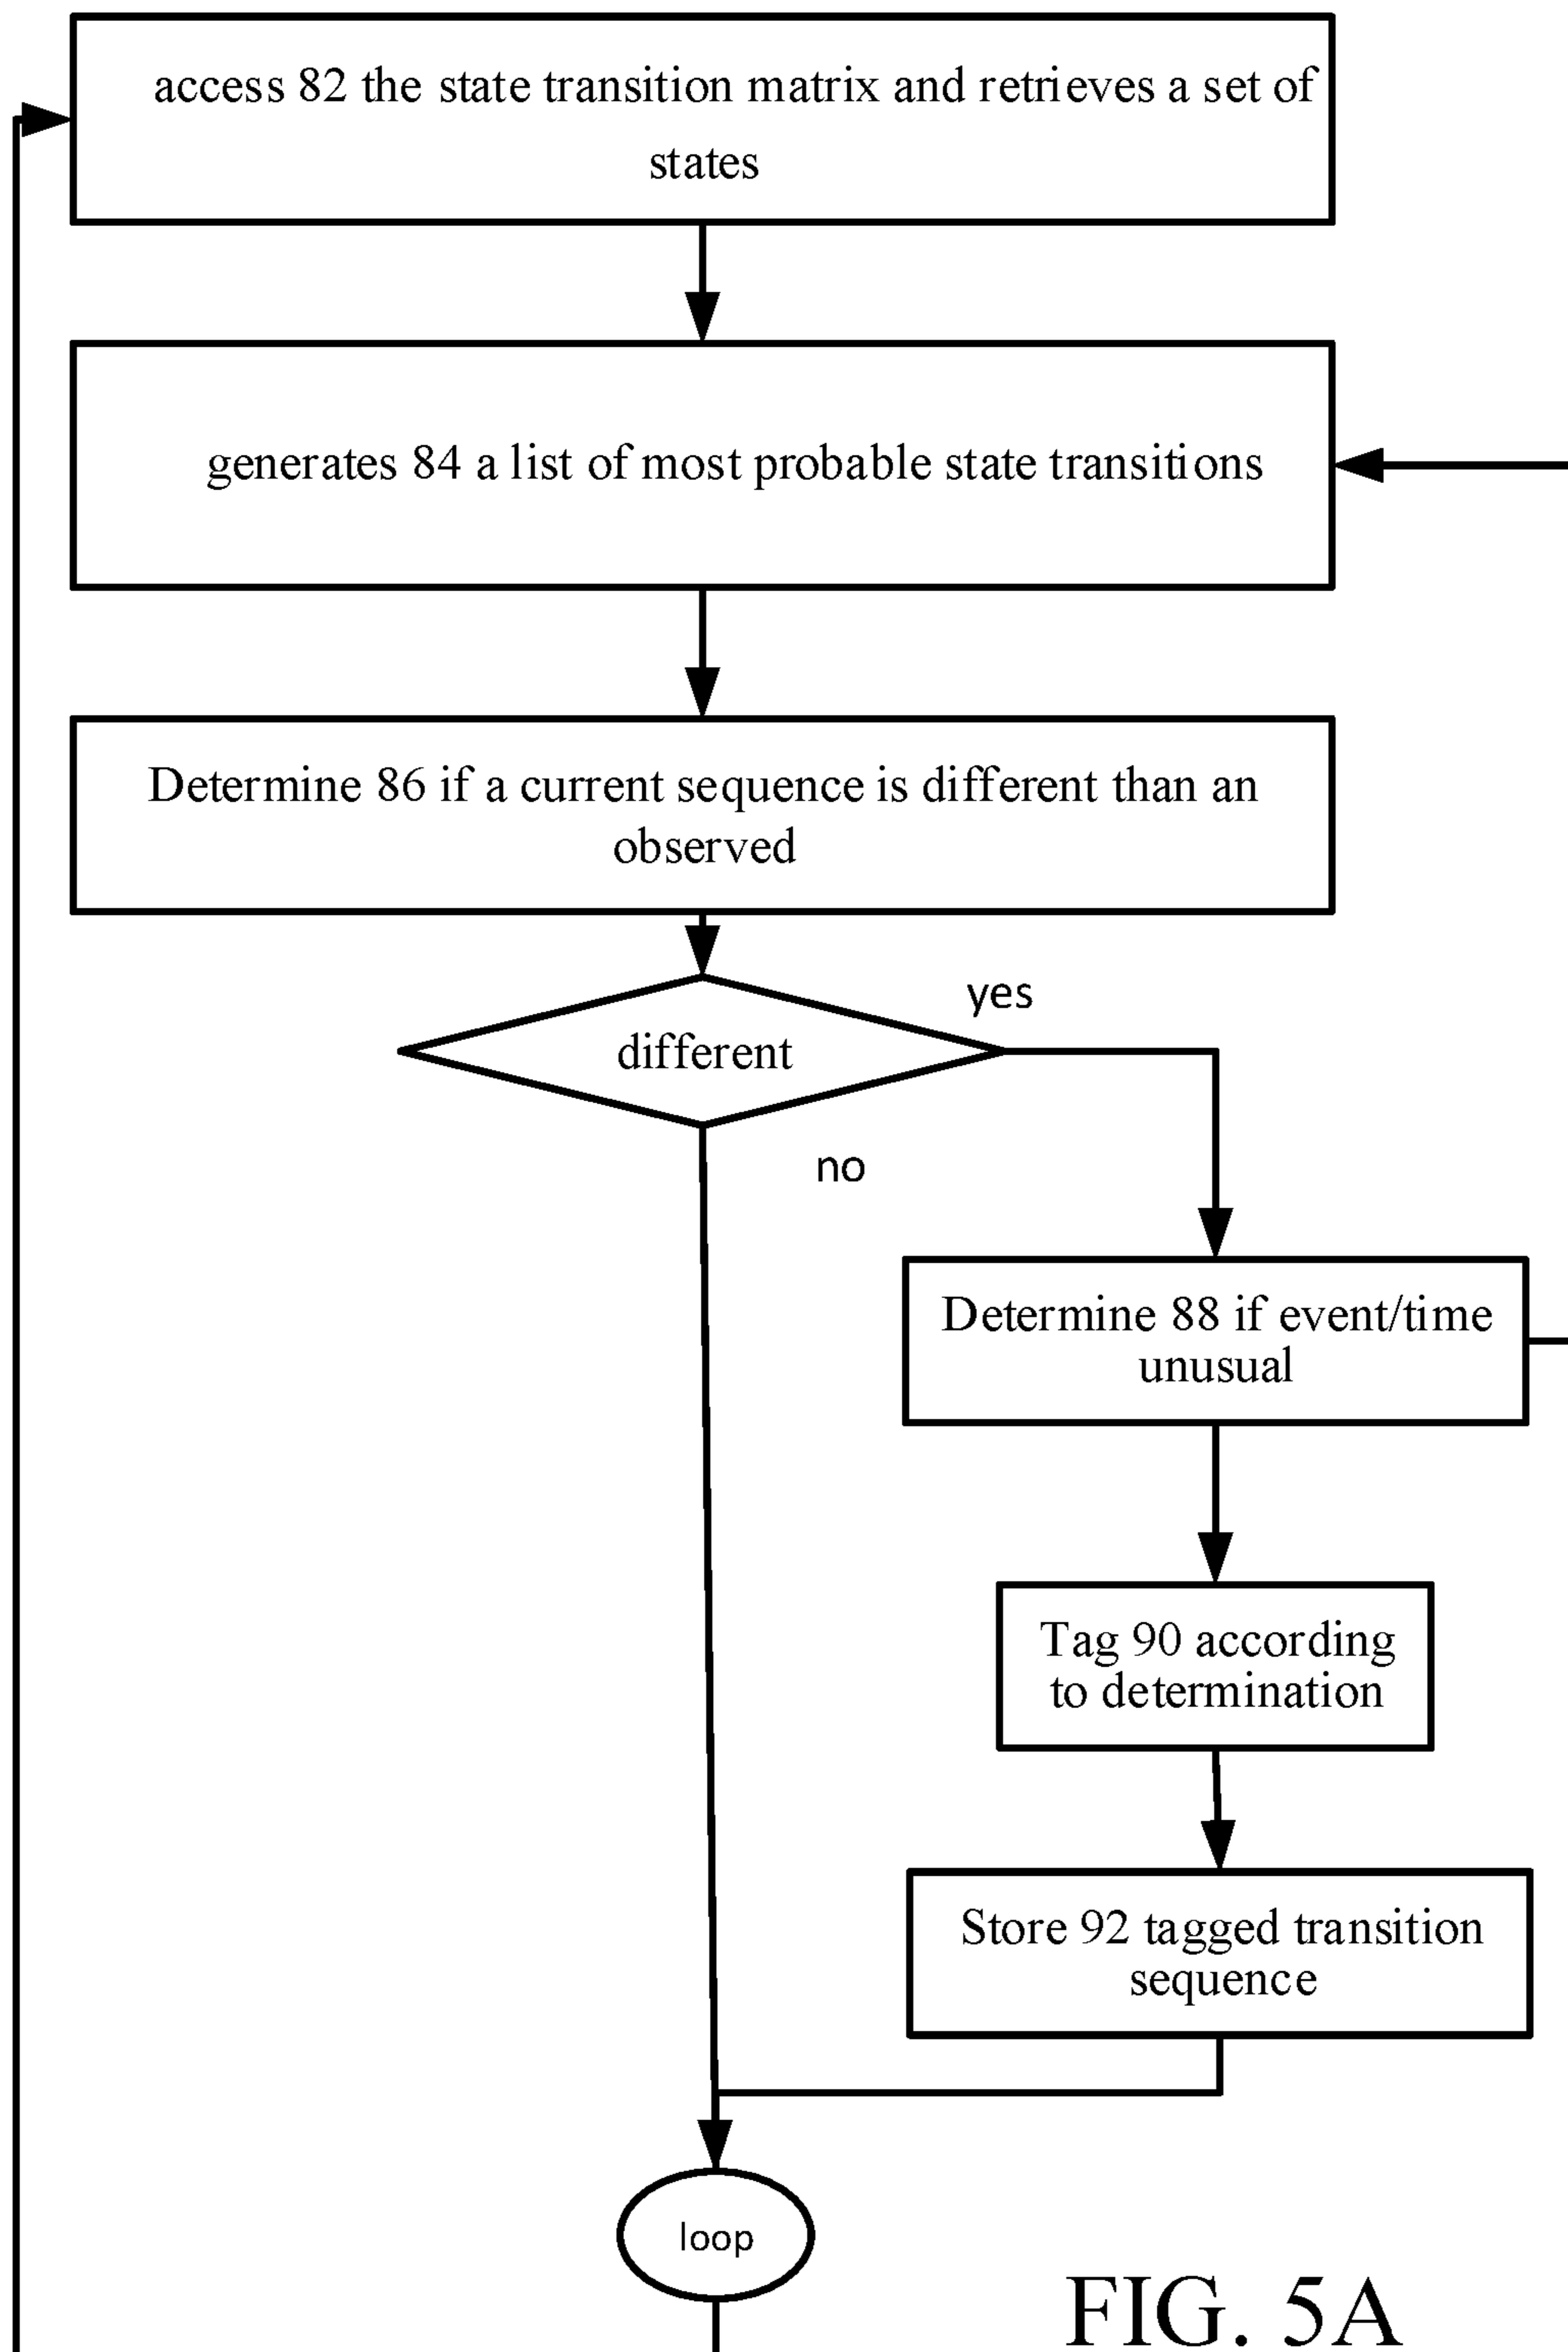 access 82 the state transition matrix and retrieves a set of
states
generates 84 a list of most probable state transitions
Determine 86 if a current sequence is different than an
observed
different
yes
no
Determine 88 if event/time
unusual
Tag 90 according
to determination
Store 92 tagged transition
sequence
loop
FIG. 5A